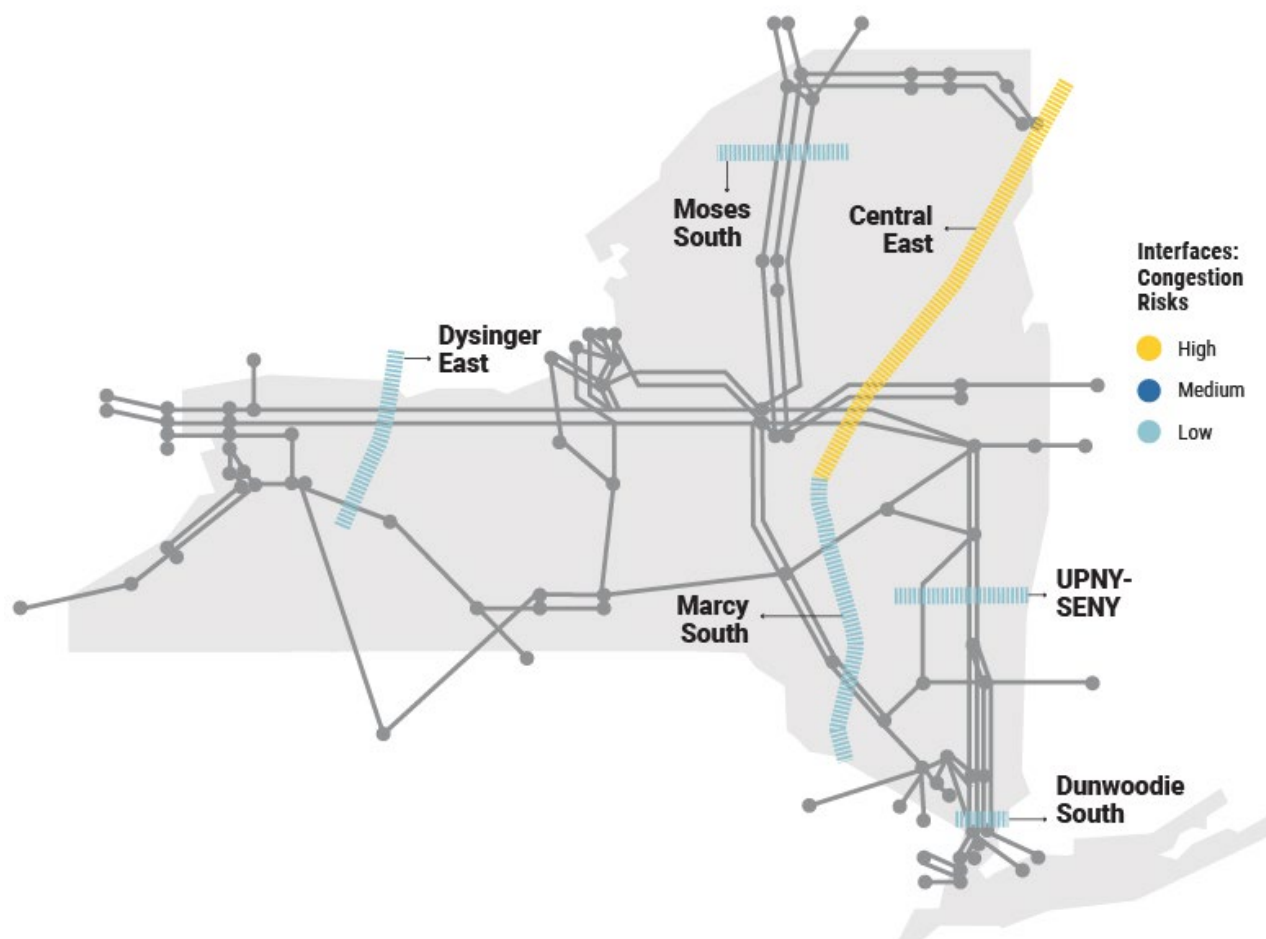 Moses
South
Central
East
Interfaces:
Congestion
Risks
High
Medium
Low
Dysinger
East
Marcy
South
UPNY-
SENY
Dunwoodie
South